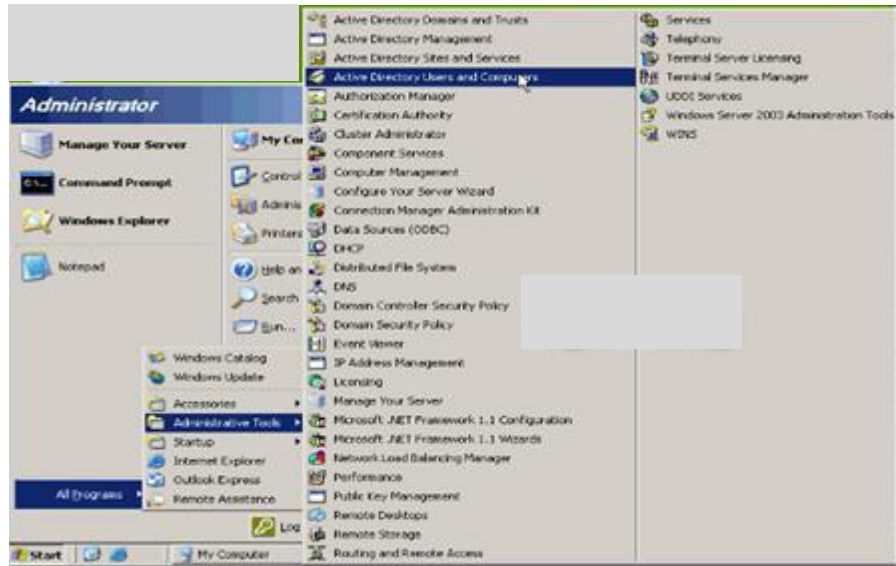 Administrator
Manage Your Server
Command Prompt
Windows Explorer
Notepad
My Co
Control
Adminis
Printers
Help an
Search
Run...
Windows Catalog
Windows Update
Accessories
Administrative Tools
Startup
Internet Explorer
Outlook Express
Remote Assistance
All Programs
Log
Start
My Computer
Active Directory Domains and Trusts
Active Directory Management
Active Directory Sites and Services
Active Directory Users and Computers
Authorization Manager
Certification Authority
Cluster Administrator
Component Services
Computer Management
Configure Your Server Wizard
Connection Manager Administration Kit
Data Sources (ODBC)
DHCP
Distributed File System
DNS
Domain Controller Security Policy
Domain Security Policy
Event Viewer
IP Address Management
Licensing
Manage Your Server
Microsoft .NET Framework 1.1 Configuration
Microsoft .NET Framework 1.1 Wizards
Network Load Balancing Manager
Performance
Public Key Management
Remote Desktops
Remote Storage
Routing and Remote Access
Services
Telephony
Terminal Server Licensing
Terminal Services Manager
UDDI Services
Windows Server 2003 Administration Tools
WINS